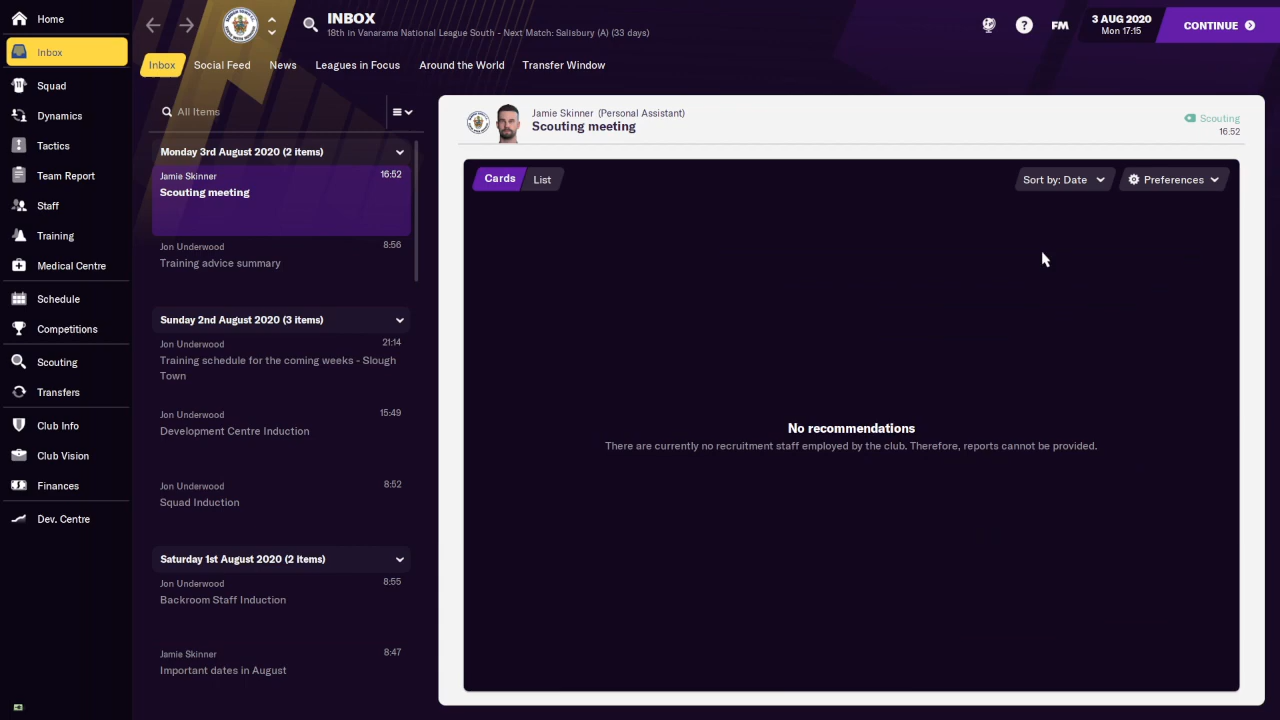 Home
Inbox
Squad
Dynamics
Tactics
Team Report
Staff
Training
Medical Centre
Schedule
Competitions
Scouting
Transfers
Club Info
Club Vision
Finances
Dev. Centre
INBOX
18th in Vanarama National League South - Next Match: Salisbury (A) (33 days)
?
FM
3 AUG 2020
Mon 17:15
CONTINUE
Inbox
Social Feed
News
Leagues in Focus
Around the World
Transfer Window
All Items
Monday 3rd August 2020 (2 items)
Jamie Skinner 16:52
Scouting meeting
Jon Underwood 8:56
Training advice summary
Sunday 2nd August 2020 (3 items)
Jon Underwood 21:14
Training schedule for the coming weeks - Slough
Town
Jon Underwood 15:49
Development Centre Induction
Jon Underwood 8:52
Squad Induction
Saturday 1st August 2020 (2 items)
Jon Underwood 8:55
Backroom Staff Induction
Jamie Skinner 8:47
Important dates in August
Jamie Skinner (Personal Assistant)
Scouting meeting
Scouting
16:52
Cards
List
Sort by: Date
Preferences
No recommendations
There are currently no recruitment staff employed by the club. Therefore, reports cannot be provided.